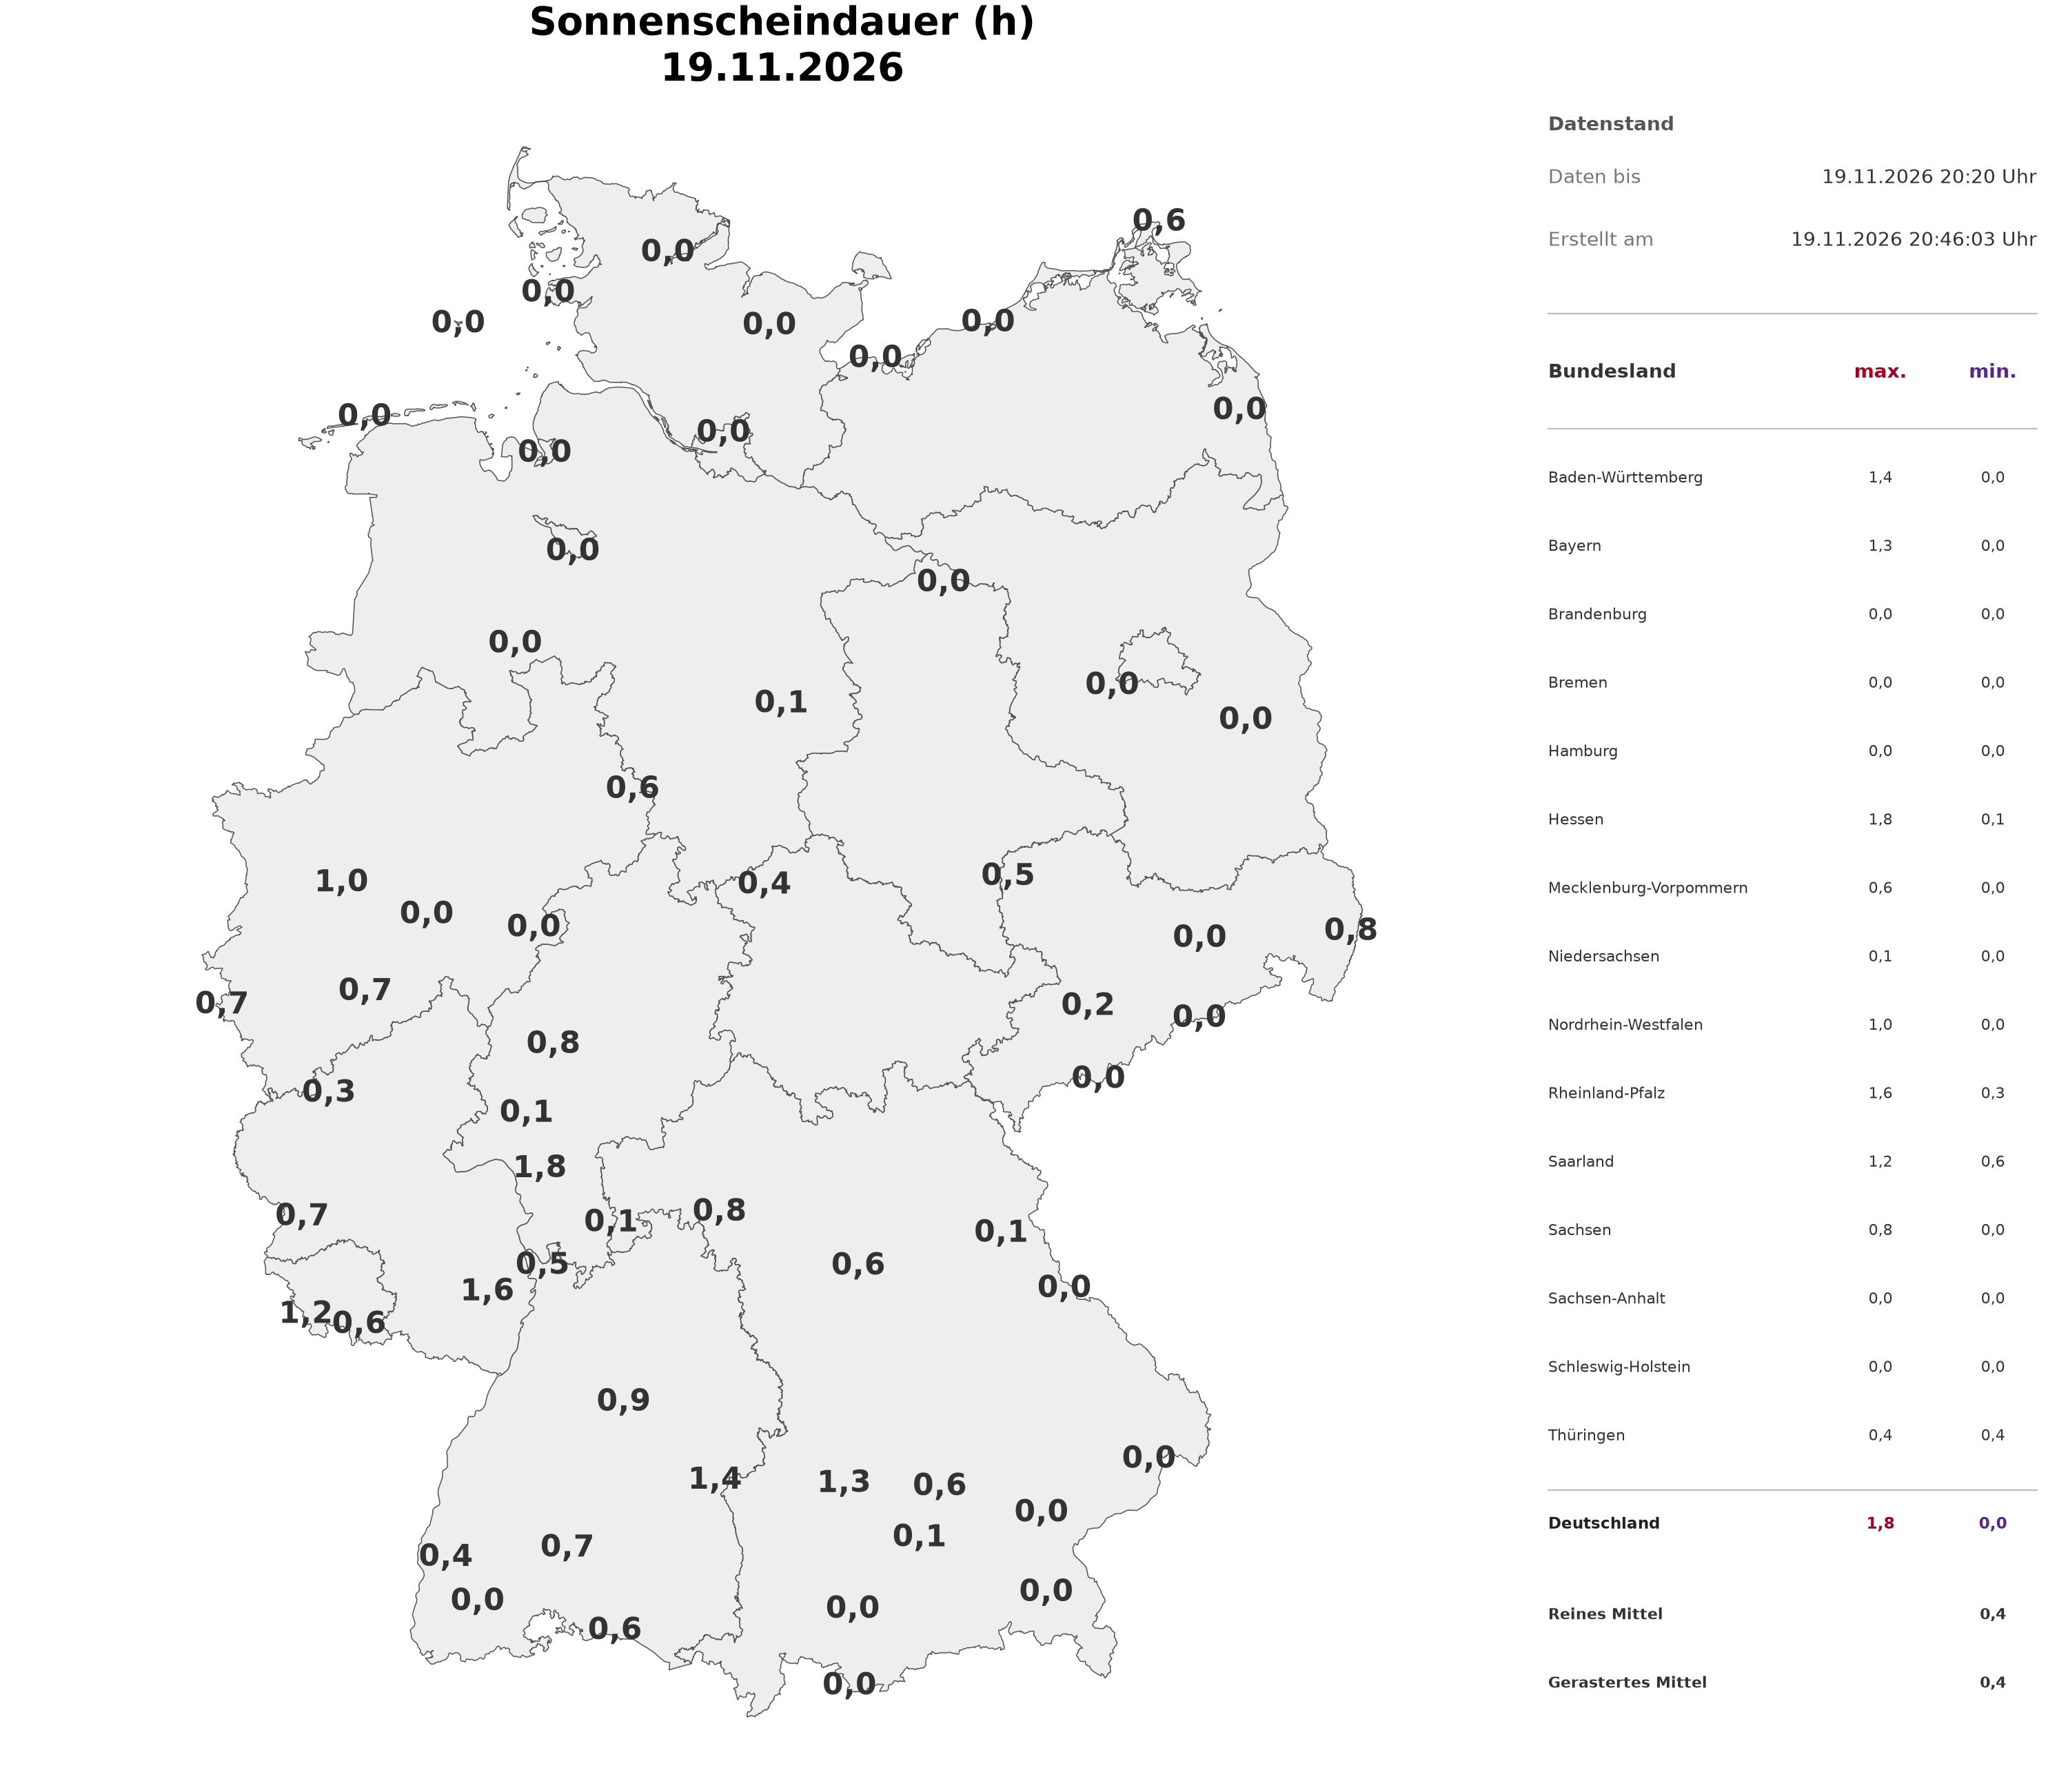 Sonnenscheindauer (h)
19.11.2026
Datenstand
Daten bis 19.11.2026 20:20 Uhr
Erstellt am 19.11.2026 20:46:03 Uhr
Bundesland max. min.
Baden-Württemberg 1,4 0,0
Bayern 1,3 0,0
Brandenburg 0,0 0,0
Bremen 0,0 0,0
Hamburg 0,0 0,0
Hessen 1,8 0,1
Mecklenburg-Vorpommern 0,6 0,0
Niedersachsen 0,1 0,0
Nordrhein-Westfalen 1,0 0,0
Rheinland-Pfalz 1,6 0,3
Saarland 1,2 0,6
Sachsen 0,8 0,0
Sachsen-Anhalt 0,0 0,0
Schleswig-Holstein 0,0 0,0
Thüringen 0,4 0,4
Deutschland 1,8 0,0
Reines Mittel 0,4
Gerastertes Mittel 0,4
0,6
0,0
0,0
0,0 0,0 0,0
0,0
0,0 0,0
0,0
0,0
0,0
0,0
0,0
0,0
0,1 0,0
0,0
0,6
1,0 0,4 0,5
0,0 0,0 0,0 0,8
0,7 0,7 0,2
0,0
0,8
0,3 0,0
0,1
1,8
0,7 0,1 0,8 0,1
0,5 0,6
1,6 0,0
1,2 0,6
0,9
0,0
1,4 1,3 0,6
0,0
0,4 0,7 0,1
0,0 0,0 0,0
0,6
0,0